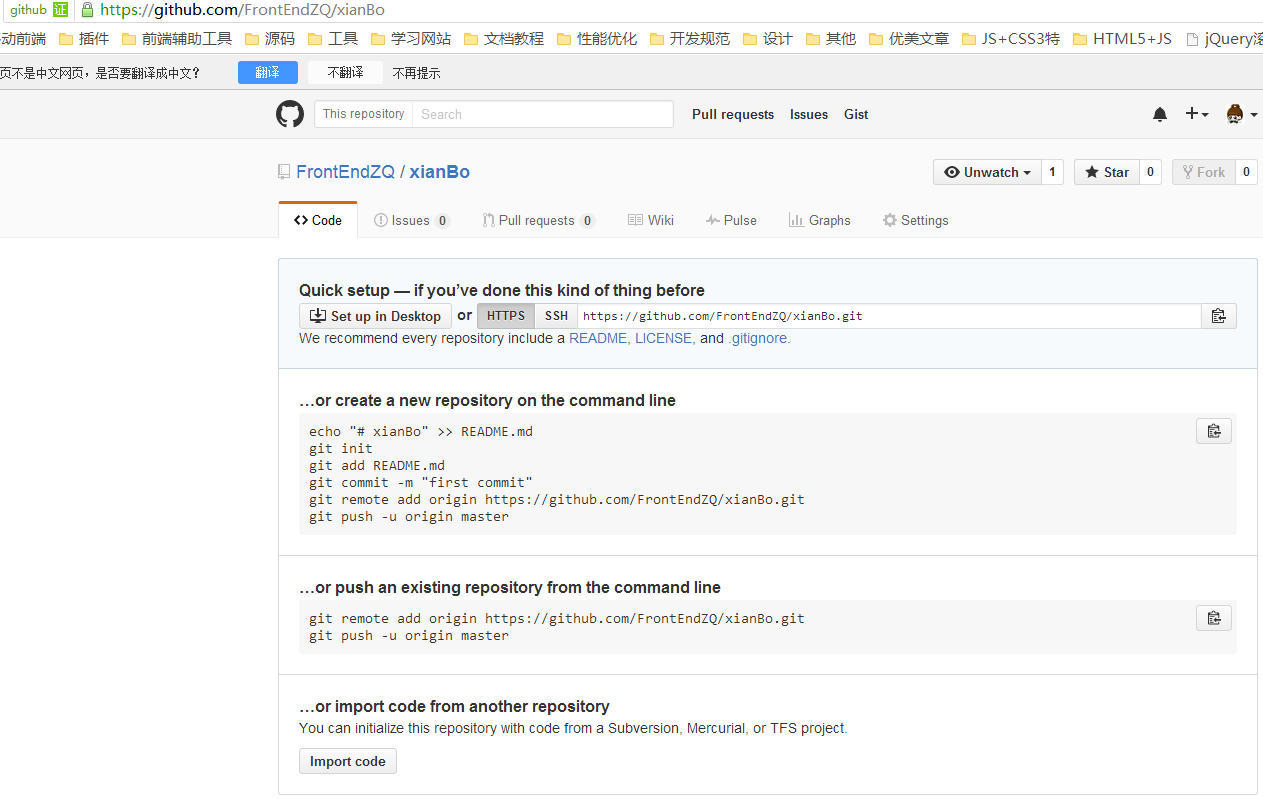 github 证 https://github.com/FrontEndZQ/xianBo
动前端 插件 前端辅助工具 源码 工具 学习网站 文档教程 性能优化 开发规范 设计 其他 优美文章 JS+CSS3特 HTML5+JS jQuery滚
页不是中文网页，是否要翻译成中文？ 翻译 不翻译 不再提示
This repository Search Pull requests Issues Gist
FrontEndZQ / xianBo Unwatch 1 Star 0 Fork 0
Code Issues 0 Pull requests 0 Wiki Pulse Graphs Settings
Quick setup — if you’ve done this kind of thing before
Set up in Desktop or HTTPS SSH https://github.com/FrontEndZQ/xianBo.git
We recommend every repository include a README, LICENSE, and .gitignore.
…or create a new repository on the command line
echo "# xianBo" >> README.md
git init
git add README.md
git commit -m "first commit"
git remote add origin https://github.com/FrontEndZQ/xianBo.git
git push -u origin master
…or push an existing repository from the command line
git remote add origin https://github.com/FrontEndZQ/xianBo.git
git push -u origin master
…or import code from another repository
You can initialize this repository with code from a Subversion, Mercurial, or TFS project.
Import code